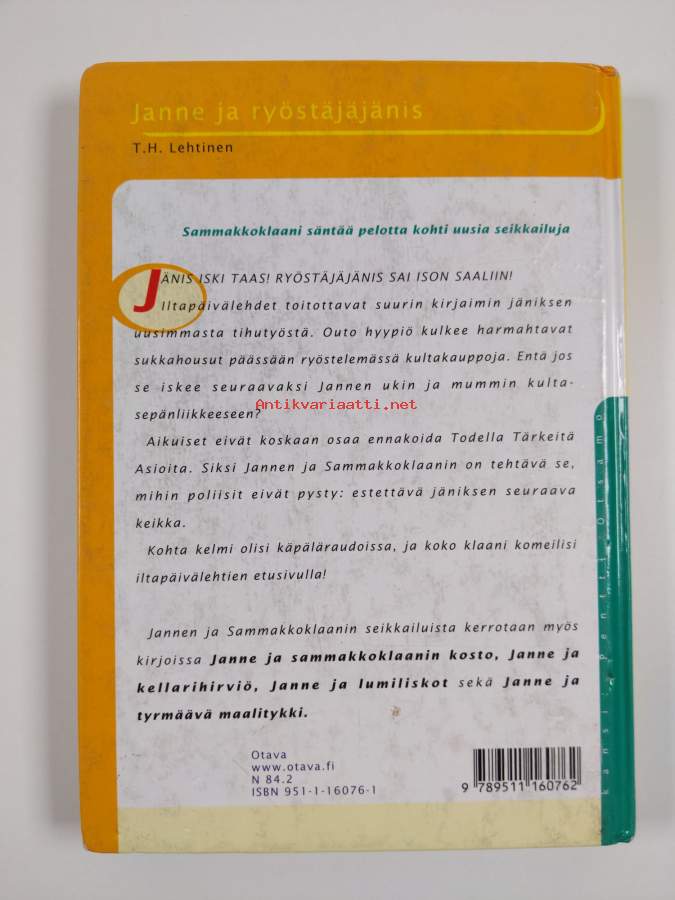 Janne ja ryöstäjäjänis
T.H. Lehtinen
Sammakkoklaani säntää pelotta kohti uusia seikkailuja
JÄNIS ISKI TAAS! RYÖSTÄJÄJÄNIS SAI ISON SAALIIN!
Iltapäivälehdet toitottavat suurin kirjaimin jäniksen
uusimmasta tihutyöstä. Outo hyypiö kulkee harmahtavat
sukkahousut päässään ryöstelemässä kultakauppoja. Entä jos
se iskee seuraavaksi Jannen ukin ja mummin kulta-
Antikvariaatti.net
sepänliikkeeseen?
Aikuiset eivät koskaan osaa ennakoida Todella Tärkeitä
Asioita. Siksi Jannen ja Sammakkoklaanin on tehtävä se,
mihin poliisit eivät pysty: estettävä jäniksen seuraava
keikka.
Kohta kelmi olisi käpäläraudoissa, ja koko klaani komeilisi
iltapäivälehtien etusivulla!
Jannen ja Sammakkoklaanin seikkailuista kerrotaan myös
kirjoissa Janne ja sammakkoklaanin kosto, Janne ja
kellarihirviö, Janne ja lumiliskot sekä Janne ja
tyrmäävä maalitykki.
Otava
www.otava.fi
N 84.2
ISBN 951-1-16076-1
9 789511 160762
kansi: Pentti Otsamo